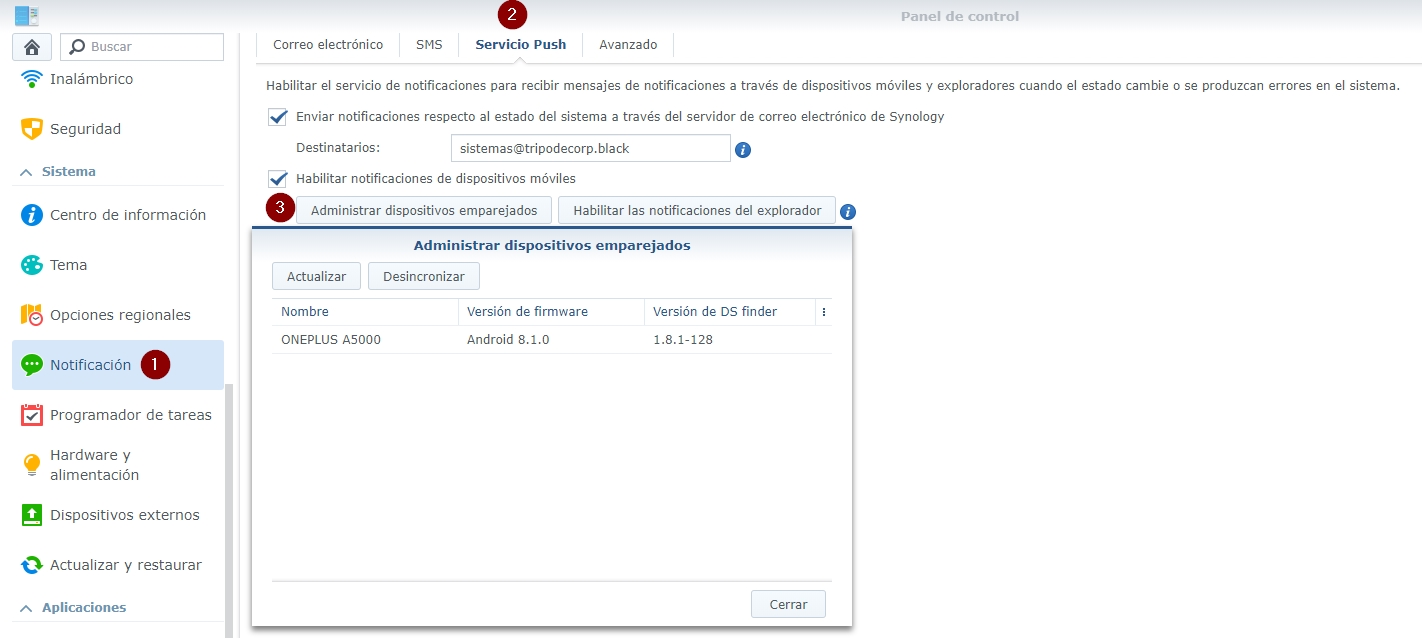 Panel de control
Buscar
Inalámbrico
Seguridad
Sistema
Centro de información
Tema
Opciones regionales
Notificación 1
Programador de tareas
Hardware y
alimentación
Dispositivos externos
Actualizar y restaurar
Aplicaciones
2
Correo electrónico SMS Servicio Push Avanzado
Habilitar el servicio de notificaciones para recibir mensajes de notificaciones a través de dispositivos móviles y exploradores cuando el estado cambie o se produzcan errores en el sistema.
Enviar notificaciones respecto al estado del sistema a través del servidor de correo electrónico de Synology
Destinatarios: sistemas@tripodecorp.black
Habilitar notificaciones de dispositivos móviles
3 Administrar dispositivos emparejados Habilitar las notificaciones del explorador
Administrar dispositivos emparejados
Actualizar Desincronizar
Nombre Versión de firmware Versión de DS finder
ONEPLUS A5000 Android 8.1.0 1.8.1-128
Cerrar